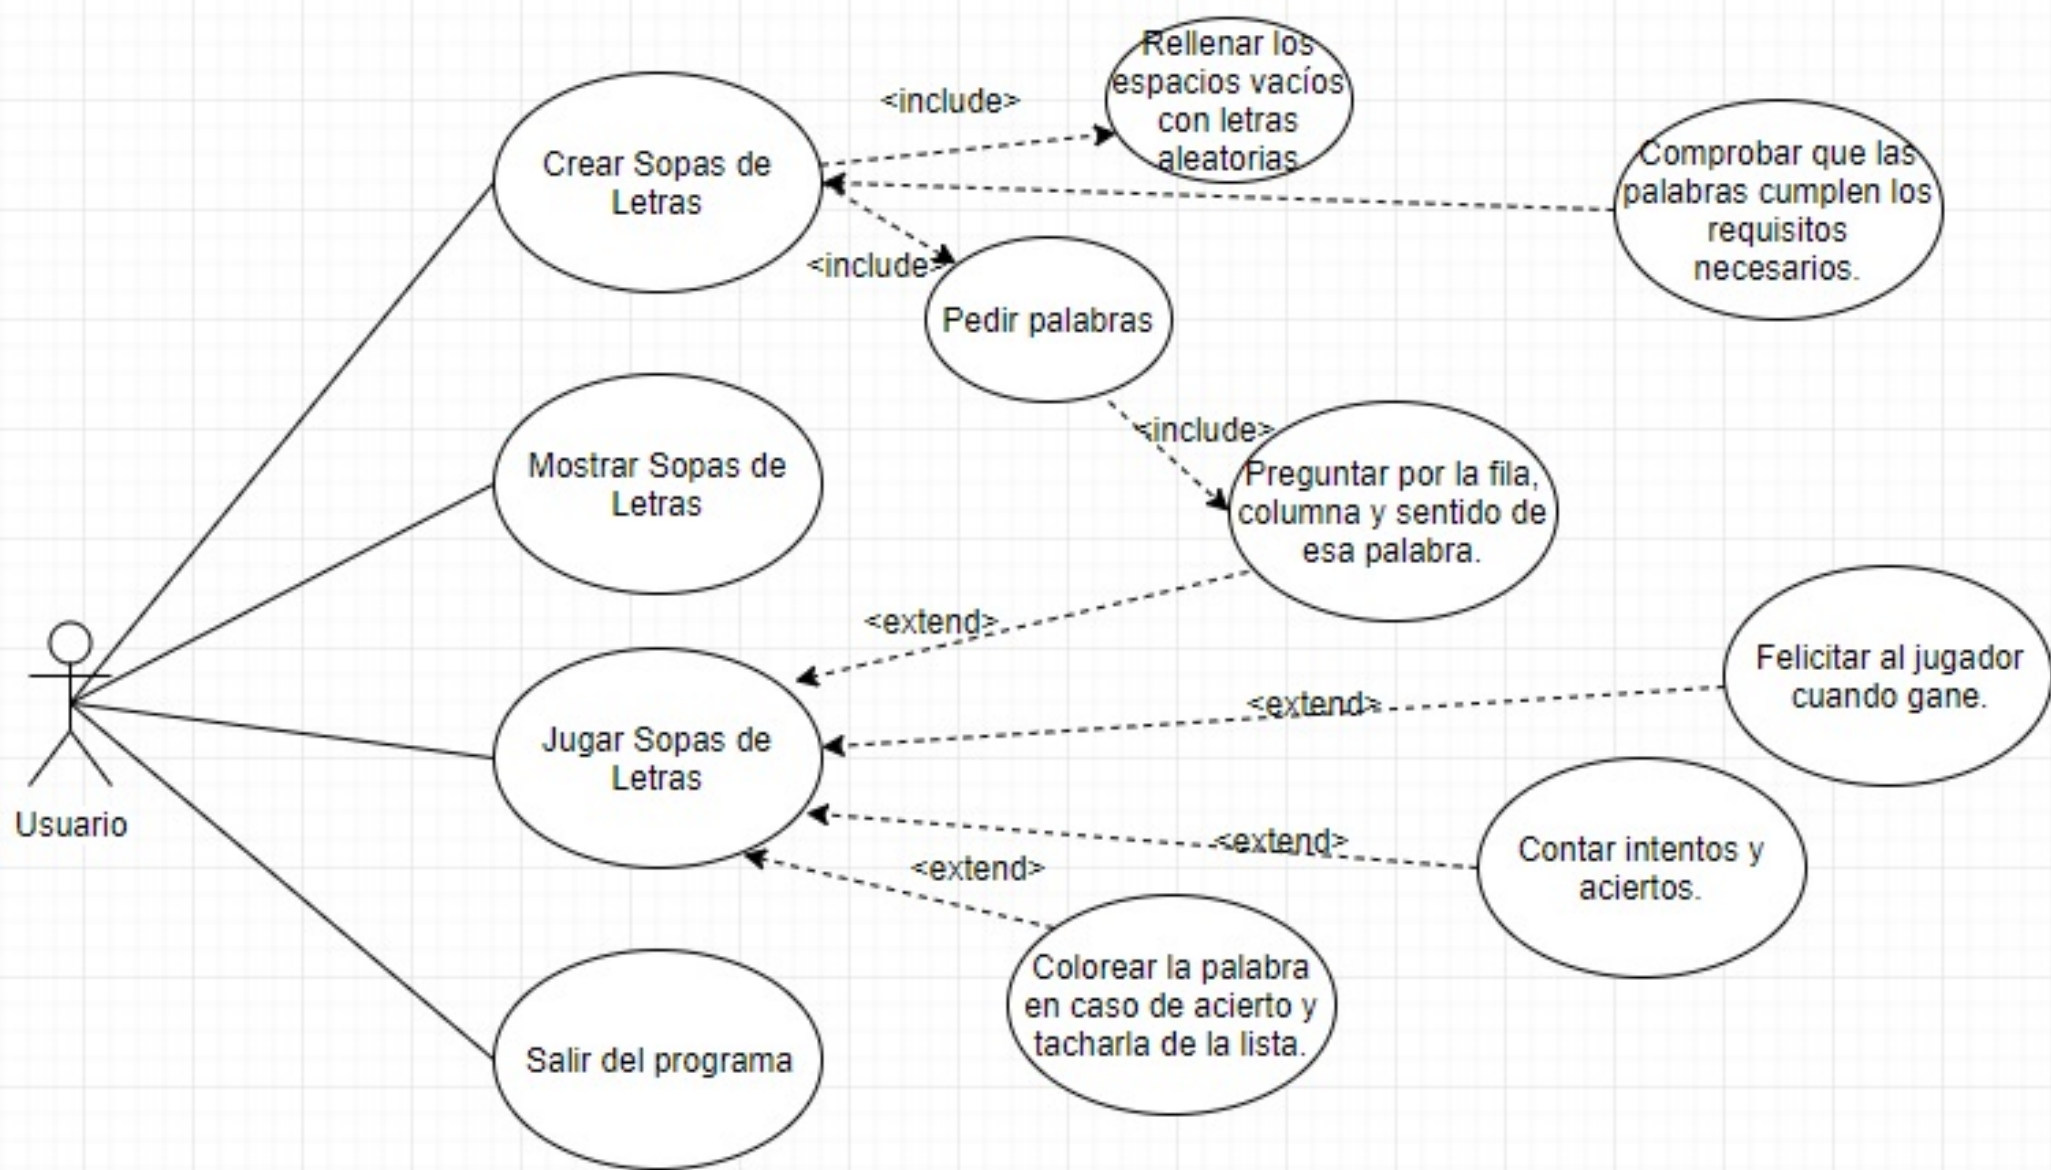 Rellenar los
espacios vacíos
con letras
aleatorias
<include>
Crear Sopas de
Letras
Comprobar que las
palabras cumplen los
requisitos
necesarios.
<include>
Pedir palabras
<include>
Mostrar Sopas de
Letras
Preguntar por la fila,
columna y sentido de
esa palabra.
<extend>
Felicitar al jugador
cuando gane.
<extend>
Jugar Sopas de
Letras
Usuario
<extend>
Contar intentos y
aciertos.
<extend>
Colorear la palabra
en caso de acierto y
tacharla de la lista.
Salir del programa